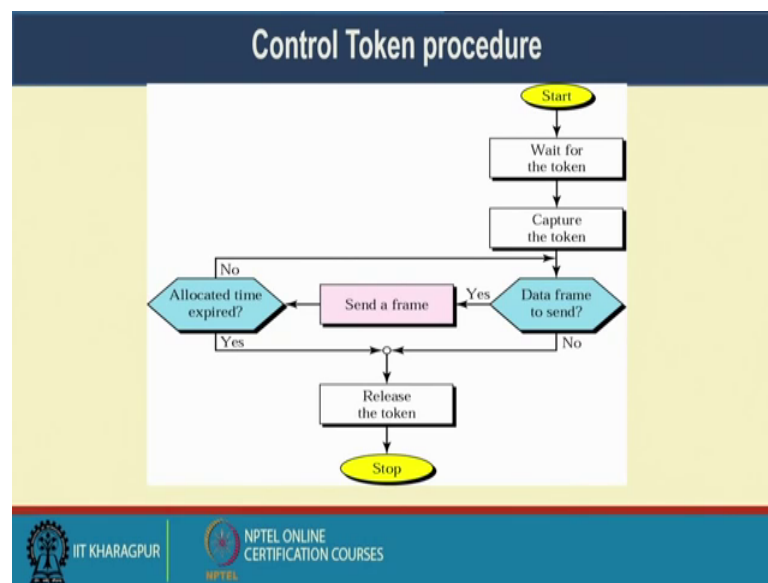 Control Token procedure
Start
Wait for
the token
Capture
the token
No
Allocated time
expired?
Send a frame
Yes
Data frame
to send?
Yes
No
Release
the token
Stop
IIT KHARAGPUR
NPTEL
NPTEL ONLINE
CERTIFICATION COURSES